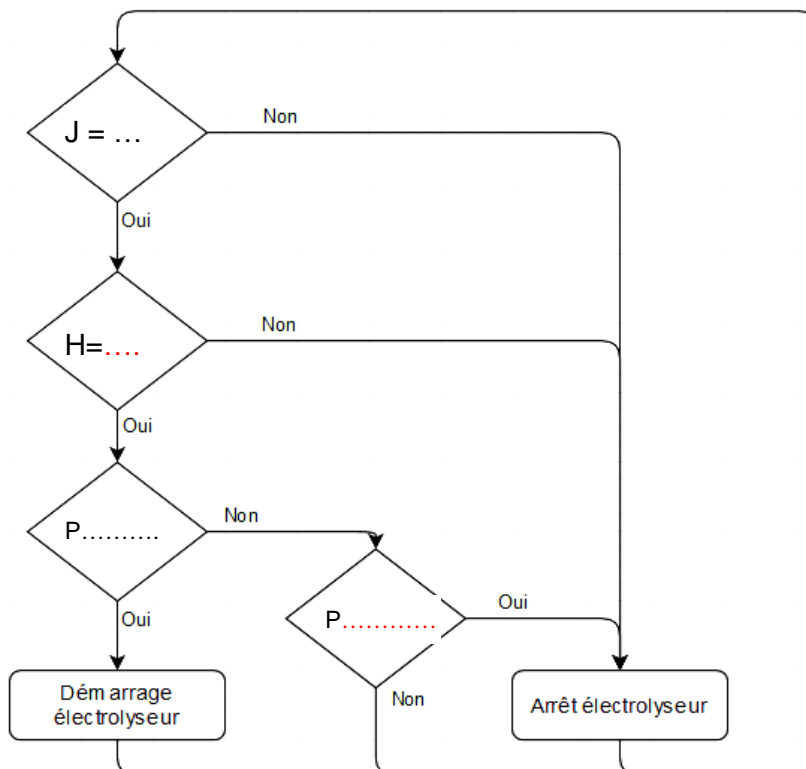 J = ...
Non
Oui
H=....
Non
Oui
P..........
Non
Oui
P............
Oui
Non
Démarrage
électrolyseur
Arrêt électrolyseur